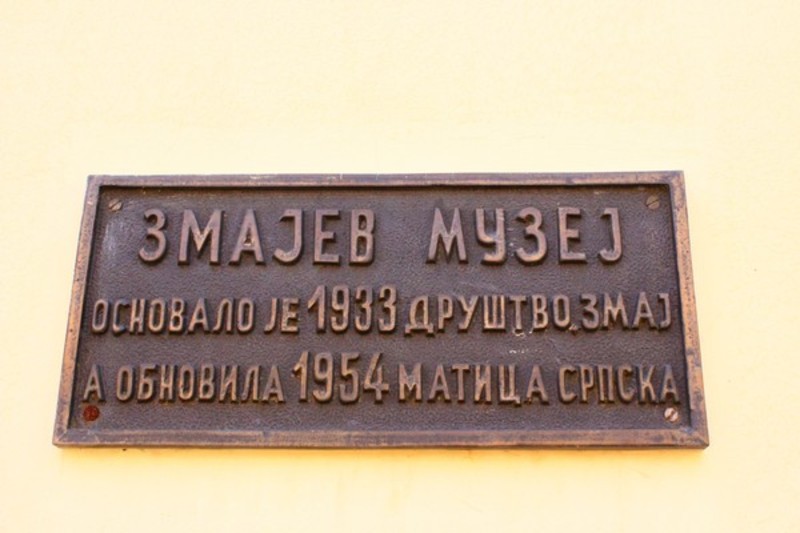 ЗМАЈЕВ МУЗЕЈ
ОСНОВАЛО ЈЕ 1933 ДРУШТВО,,ЗМАЈ
А ОБНОВИЛА 1954 МАТИЦА СРПСКА